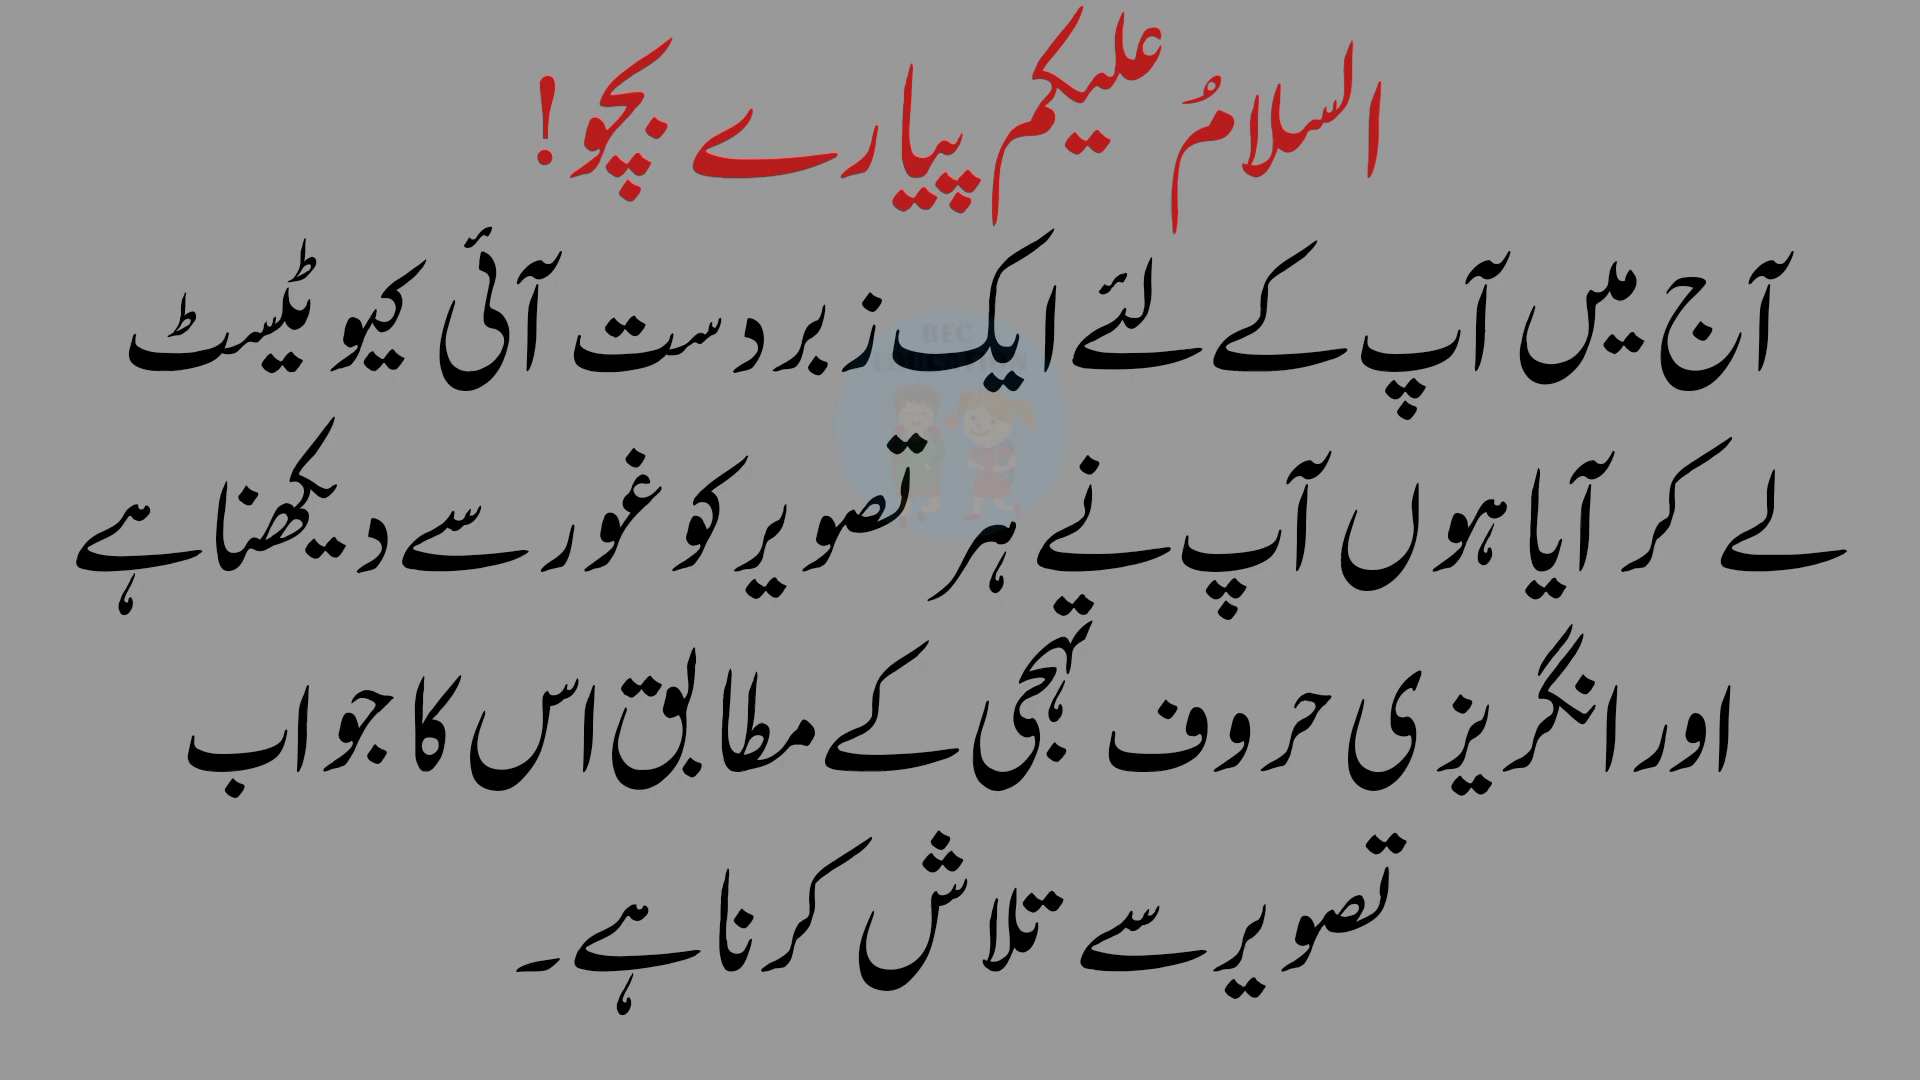 السلامُ علیکم پیارے بچو!
آج میں آپ کے لئے ایک زبردست آئی کیو ٹیسٹ
لے کر آیا ہوں آپ نے ہر تصویر کو غور سے دیکھنا ہے
اور انگریزی حروف تہجی کے مطابق اس کا جواب
تصویر سے تلاش کرنا ہے۔
BEC